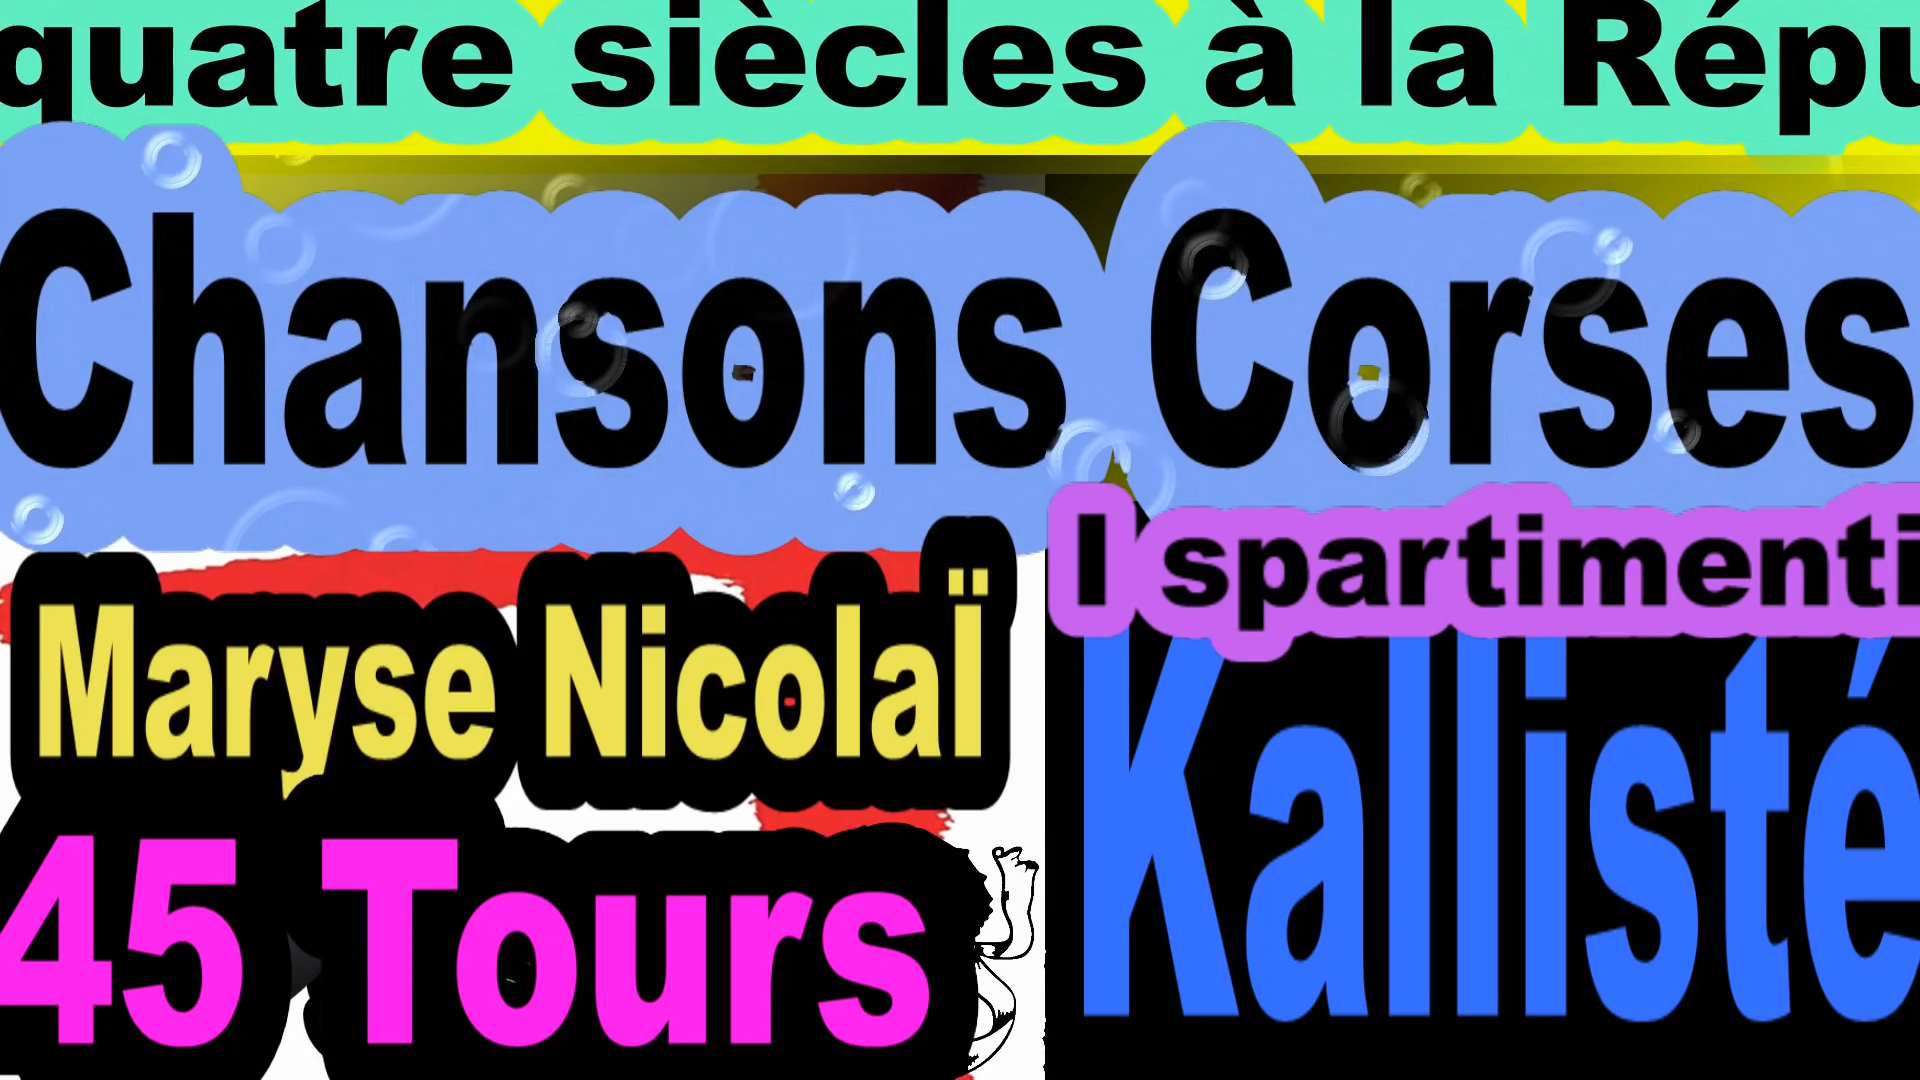 quatre siècles à la Répu
Chansons Corses
Maryse NicolaÏ
I spartimenti
45 Tours
Kallisté